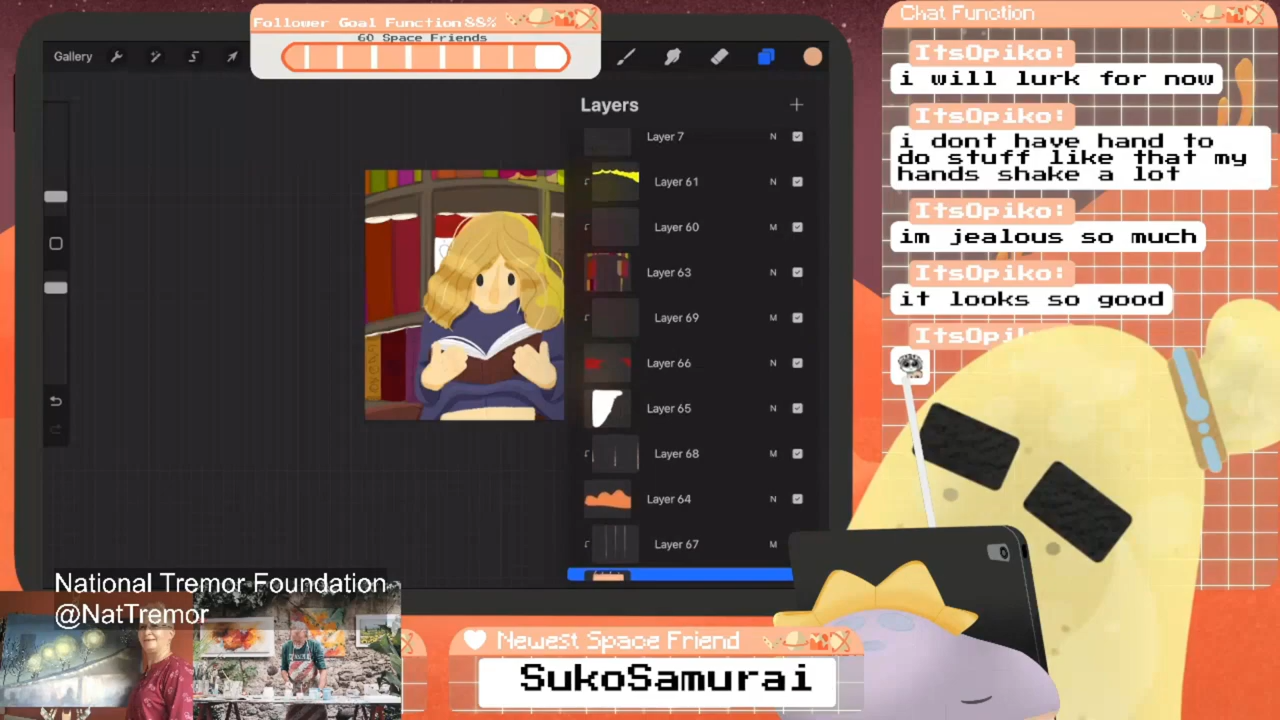 Follower Goal Function 88%
60 Space Friends
Gallery
Layers
Layer 7 N
Layer 61 N
Layer 60 M
Layer 63 N
Layer 69 M
Layer 66 N
Layer 65 N
Layer 68 M
Layer 64 N
Layer 67 M
Chat Function
ItsOpiko:
i will lurk for now
ItsOpiko:
i dont have hand to
do stuff like that my
hands shake a lot
ItsOpiko:
im jealous so much
ItsOpiko:
it looks so good
ItsOpik
National Tremor Foundation
@NatTremor
Newest Space Friend
SukoSamurai